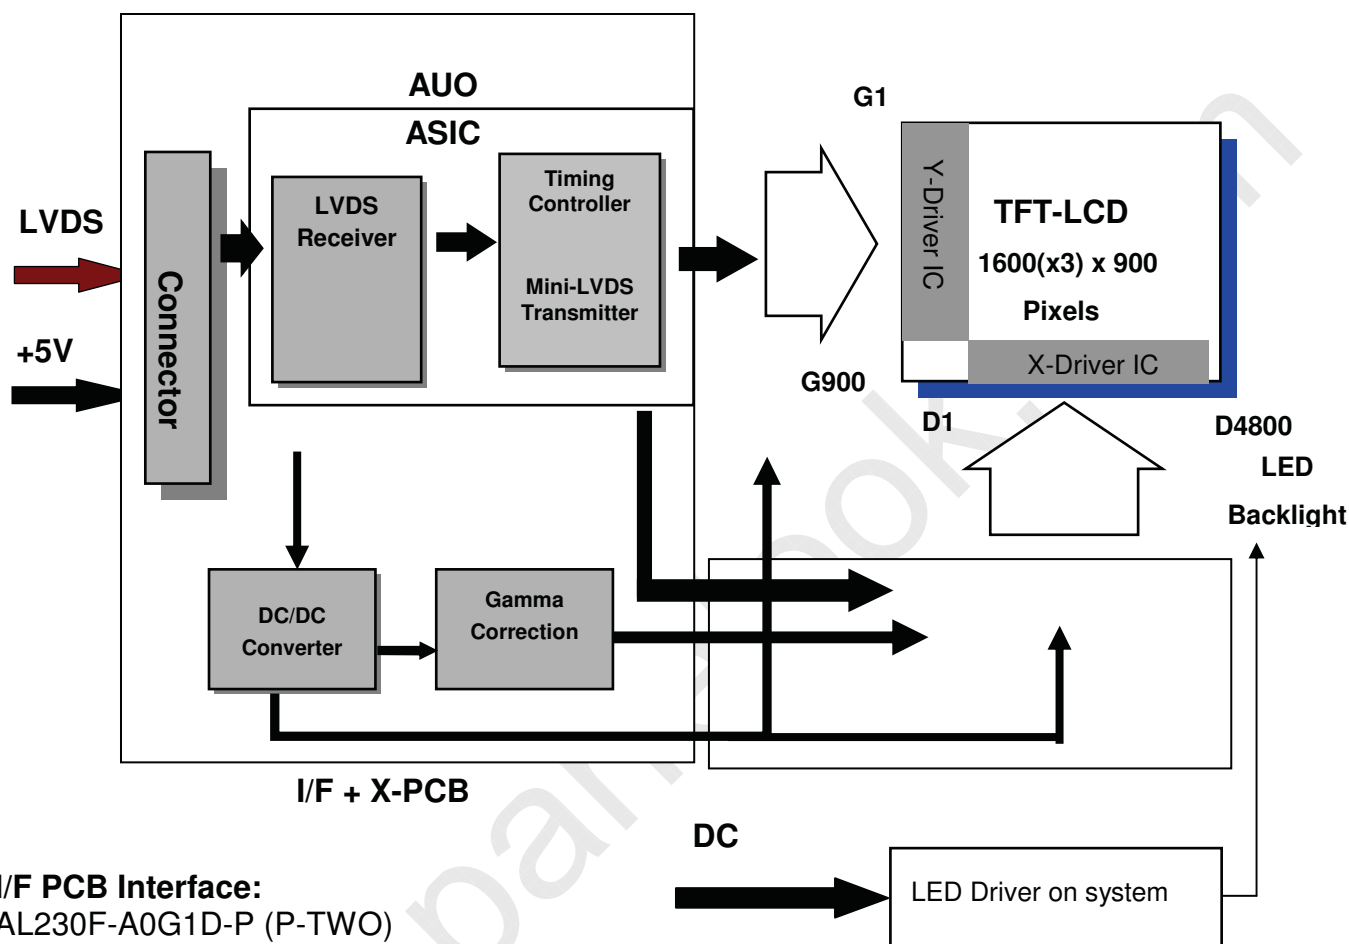 AUO
ASIC
G1
LVDS
+5V
Connector
LVDS
Receiver
Timing
Controller
Mini-LVDS
Transmitter
Y-Driver IC
TFT-LCD
1600(x3) x 900
Pixels
X-Driver IC
G900
D1
D4800
LED
Backlight
DC/DC
Converter
Gamma
Correction
I/F + X-PCB
DC
LED Driver on system
I/F PCB Interface:
AL230F-A0G1D-P (P-TWO)